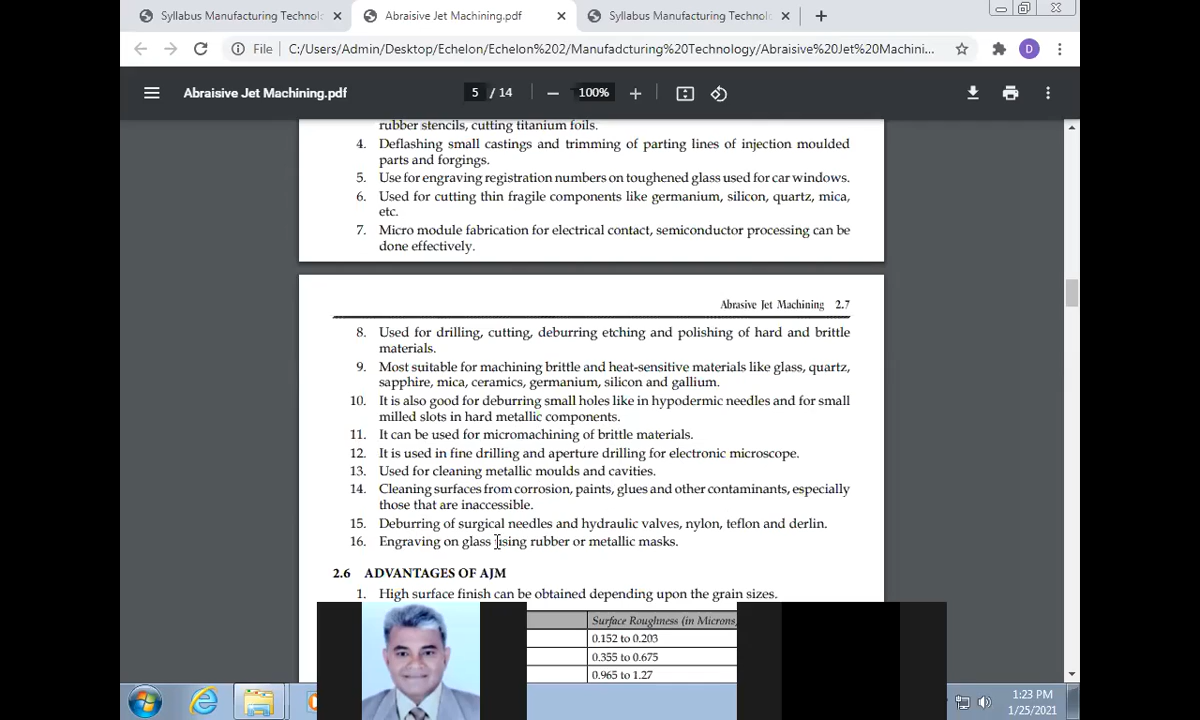 Syllabus Manufacturing Technol
Abraisive Jet Machining.pdf
Syllabus Manufacturing Technol
File
C:/Users/Admin/Desktop/Echelon/Echelon%202/Manufadcturing%20Technology/Abraisive%20Jet%20Machini...
D
Abraisive Jet Machining.pdf
5 / 14
100%
rubber stencils, cutting titanium foils.
4. Deflashing small castings and trimming of parting lines of injection moulded
parts and forgings.
5. Use for engraving registration numbers on toughened glass used for car windows.
6. Used for cutting thin fragile components like germanium, silicon, quartz, mica,
etc.
7. Micro module fabrication for electrical contact, semiconductor processing can be
done effectively.
Abrasive Jet Machining 2.7
8. Used for drilling, cutting, deburring etching and polishing of hard and brittle
materials.
9. Most suitable for machining brittle and heat-sensitive materials like glass, quartz,
sapphire, mica, ceramics, germanium, silicon and gallium.
10. It is also good for deburring small holes like in hypodermic needles and for small
milled slots in hard metallic components.
11. It can be used for micromachining of brittle materials.
12. It is used in fine drilling and aperture drilling for electronic microscope.
13. Used for cleaning metallic moulds and cavities.
14. Cleaning surfaces from corrosion, paints, glues and other contaminants, especially
those that are inaccessible.
15. Deburring of surgical needles and hydraulic valves, nylon, teflon and derlin.
16. Engraving on glass using rubber or metallic masks.
2.6 ADVANTAGES OF AJM
1. High surface finish can be obtained depending upon the grain sizes.
Surface Roughness (in Microns)
0.152 to 0.203
0.355 to 0.675
0.965 to 1.27
1:23 PM
1/25/2021